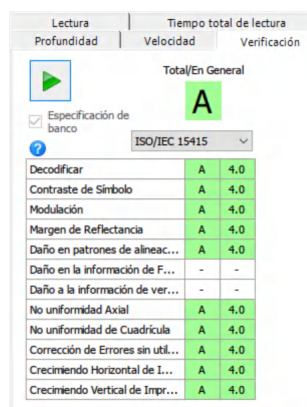 Lectura Tiempo total de lectura
Profundidad Velocidad Verificación
Total/En General
A
Especificación de banco
ISO/IEC 15415
Decodificar A 4.0
Contraste de Símbolo A 4.0
Modulación A 4.0
Margen de Reflectancia A 4.0
Daño en patrones de alineac... A 4.0
Daño en la información de F... - -
Daño a la información de ver... - -
No uniformidad Axial A 4.0
No uniformidad de Cuadrícula A 4.0
Corrección de Errores sin util... A 4.0
Crecimiendo Horizontal de I... A 4.0
Crecimiendo Vertical de Impr... A 4.0